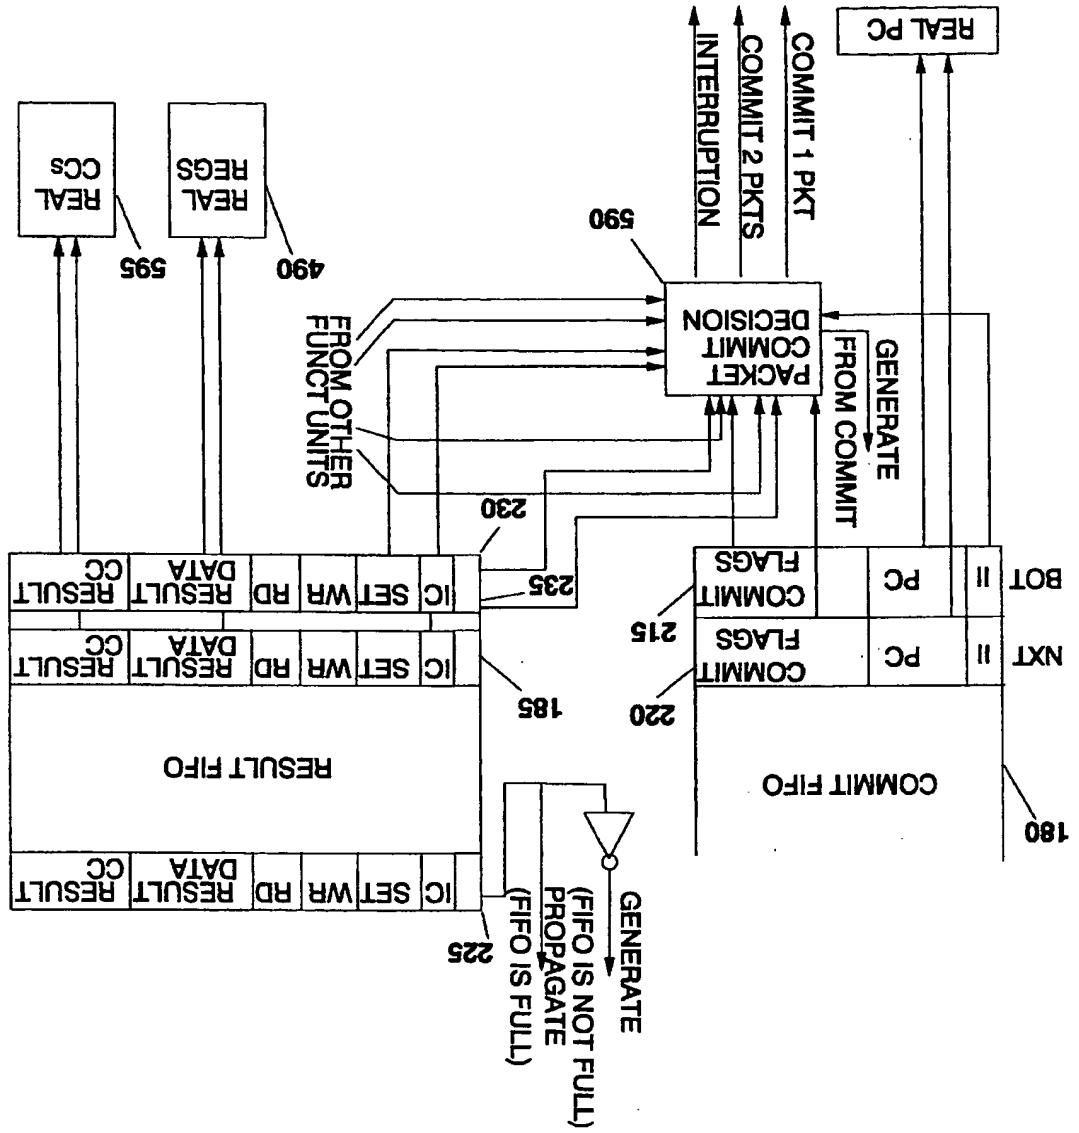 GENERATE
(FIFO IS NOT FULL)
PROPAGATE
(FIFO IS FULL)
225
IC
SET
WR
RD
RESULT
DATA
RESULT
CC
180
COMMIT FIFO
RESULT FIFO
220
185
NXT
II
PC
COMMIT
FLAGS
IC
SET
WR
RD
RESULT
DATA
RESULT
CC
215
235
BOT
II
PC
COMMIT
FLAGS
IC
SET
WR
RD
RESULT
DATA
RESULT
CC
230
GENERATE
FROM COMMIT
PACKET
COMMIT
DECISION
FROM OTHER
FUNCT UNITS
590
490
595
REAL
REGS
REAL
CCs
COMMIT 1 PKT
COMMIT 2 PKTS
INTERRUPTION
REAL PC